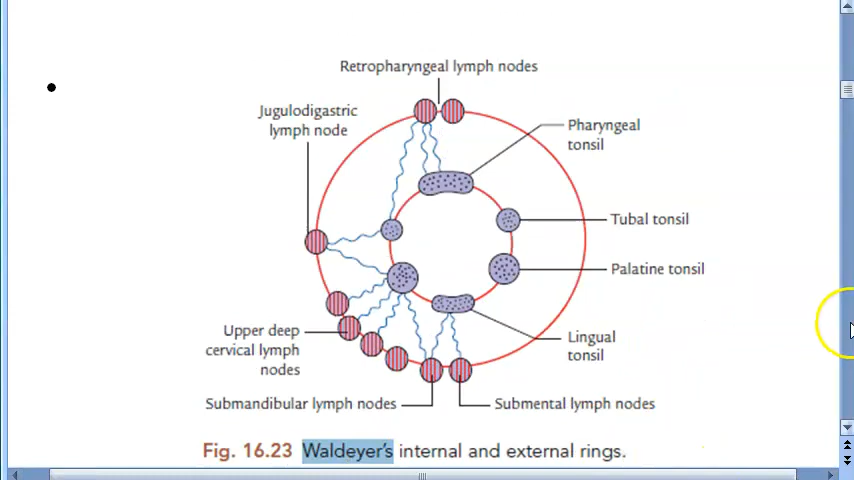 Retropharyngeal lymph nodes
Jugulodigastric
lymph node
Pharyngeal
tonsil
Tubal tonsil
Palatine tonsil
Upper deep
cervical lymph
nodes
Lingual
tonsil
Submandibular lymph nodes
Submental lymph nodes
Fig. 16.23 Waldeyer's internal and external rings.